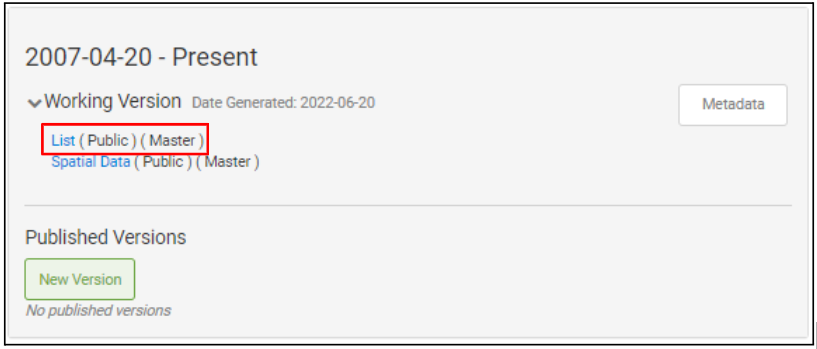 2007-04-20 - Present
Working Version Date Generated: 2022-06-20
Metadata
List ( Public ) ( Master )
Spatial Data ( Public ) ( Master )
Published Versions
New Version
No published versions